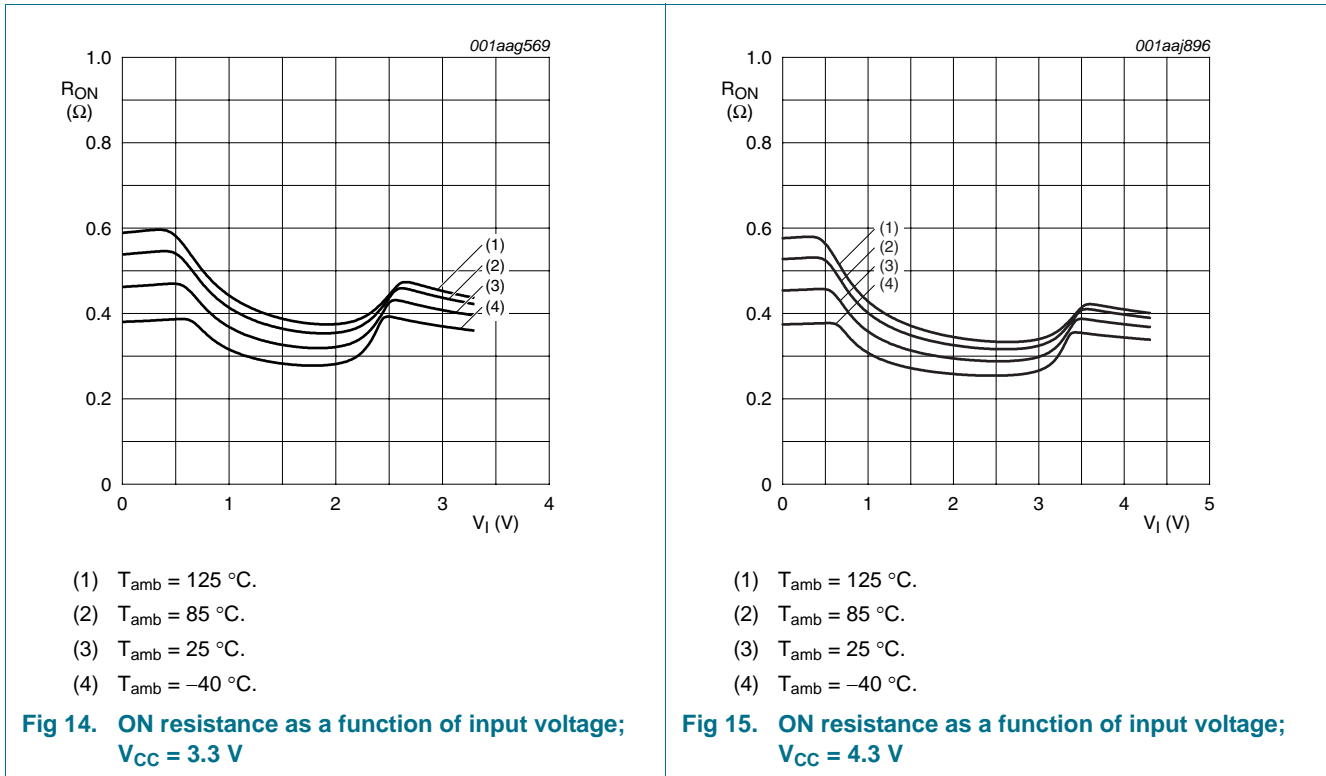 001aag569
1.0
RON
(Ω)
0.8
0.6
0.4
0.2
0
0
1
2
3
4
VI (V)
(1)
(2)
(3)
(4)
(1) Tamb = 125 °C.
(2) Tamb = 85 °C.
(3) Tamb = 25 °C.
(4) Tamb = −40 °C.
Fig 14. ON resistance as a function of input voltage;
VCC = 3.3 V
001aaj896
1.0
RON
(Ω)
0.8
0.6
0.4
0.2
0
0
1
2
3
4
5
VI (V)
(1)
(2)
(3)
(4)
(1) Tamb = 125 °C.
(2) Tamb = 85 °C.
(3) Tamb = 25 °C.
(4) Tamb = −40 °C.
Fig 15. ON resistance as a function of input voltage;
VCC = 4.3 V